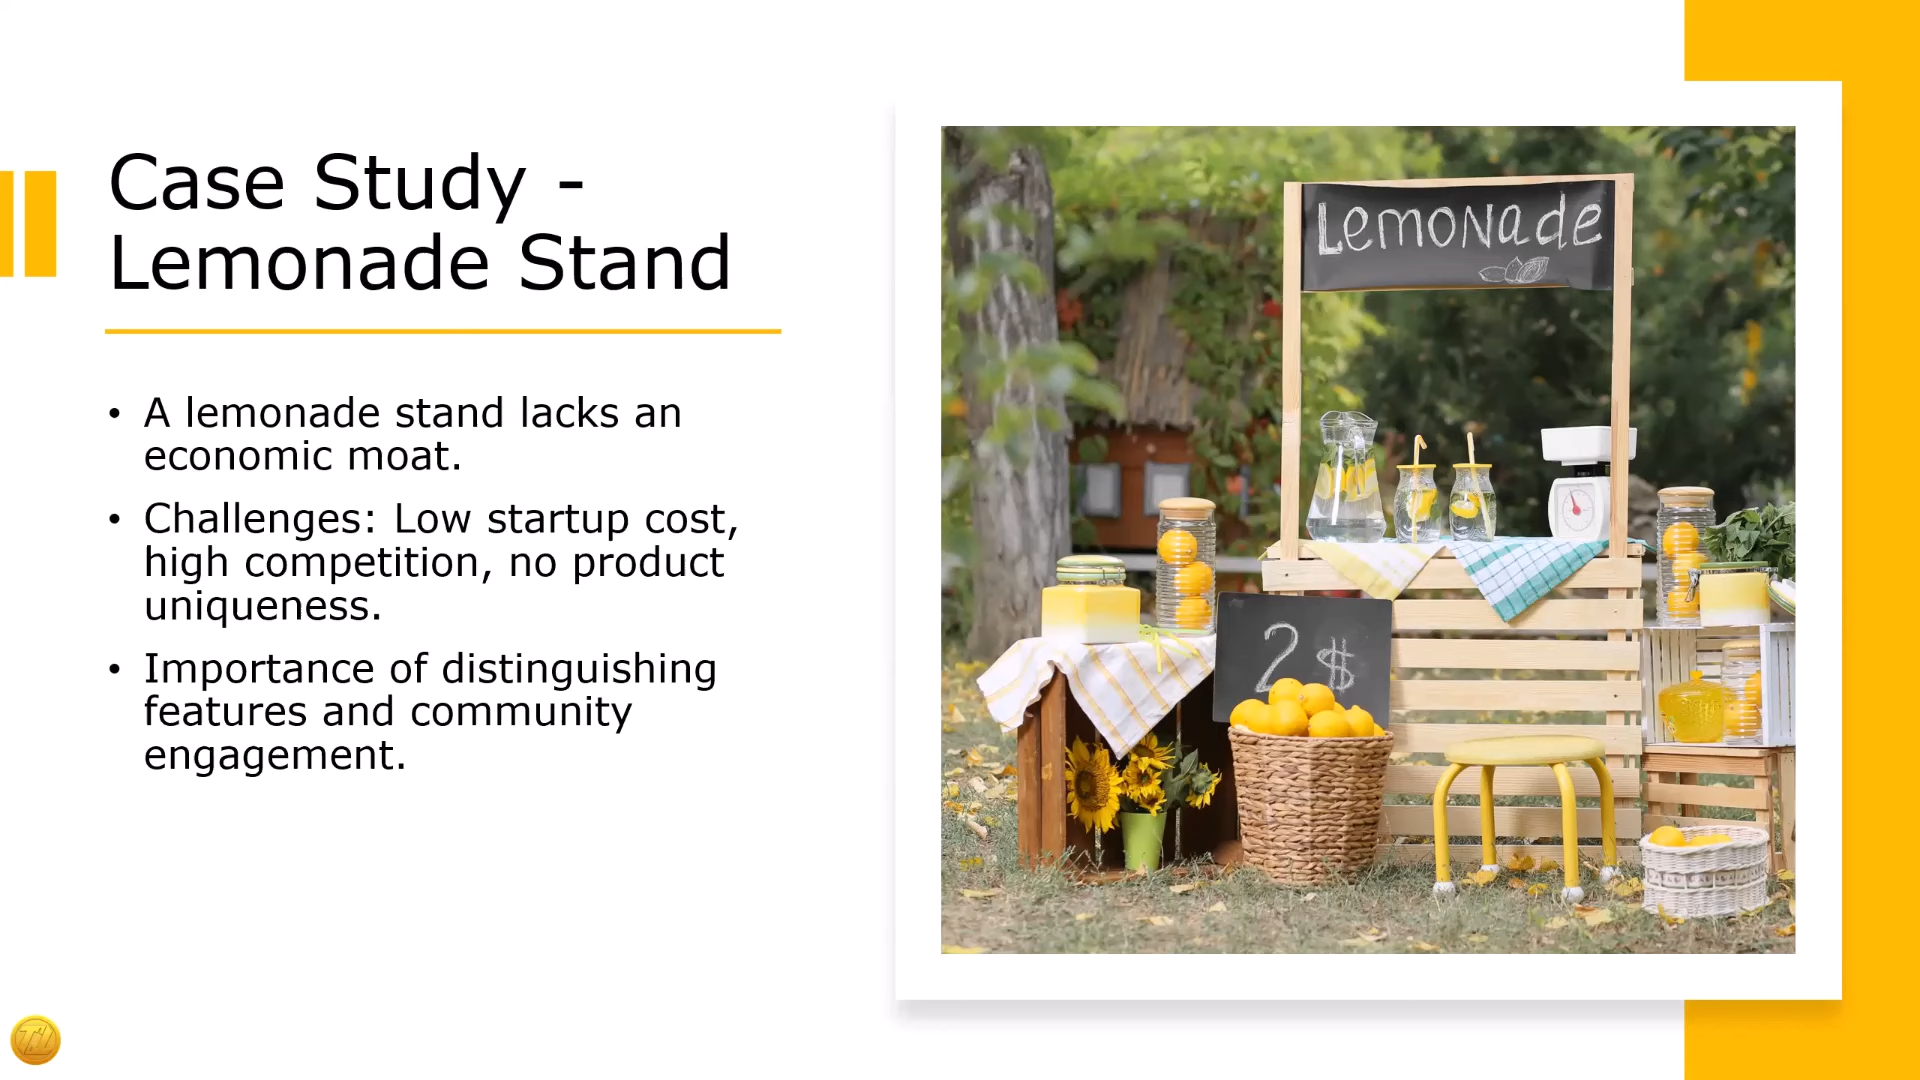 Case Study -
Lemonade Stand
• A lemonade stand lacks an
economic moat.
• Challenges: Low startup cost,
high competition, no product
uniqueness.
• Importance of distinguishing
features and community
engagement.
Lemonade
2 $